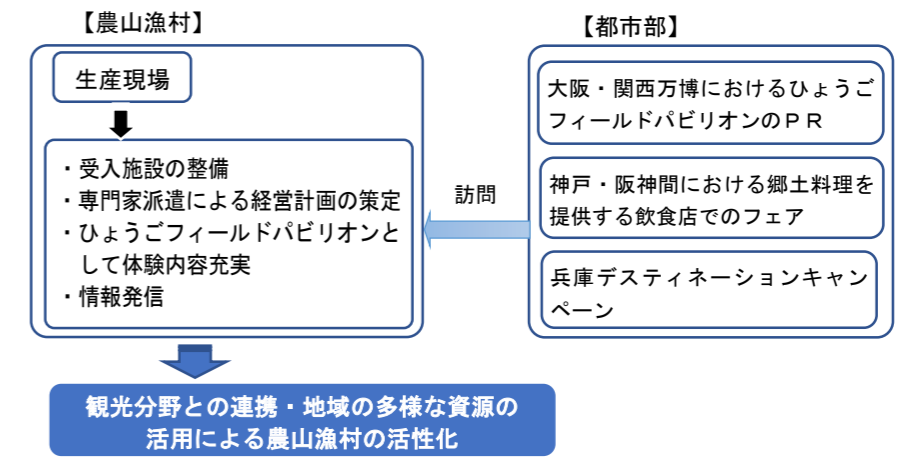 【農山漁村】
生産現場
・受入施設の整備
・専門家派遣による経営計画の策定
・ひょうごフィールドパビリオンと
して体験内容充実
・情報発信
訪問
【都市部】
大阪・関西万博におけるひょうご
フィールドパビリオンのＰＲ
神戸・阪神間における郷土料理を
提供する飲食店でのフェア
兵庫デスティネーションキャン
ペーン
観光分野との連携・地域の多様な資源の
活用による農山漁村の活性化